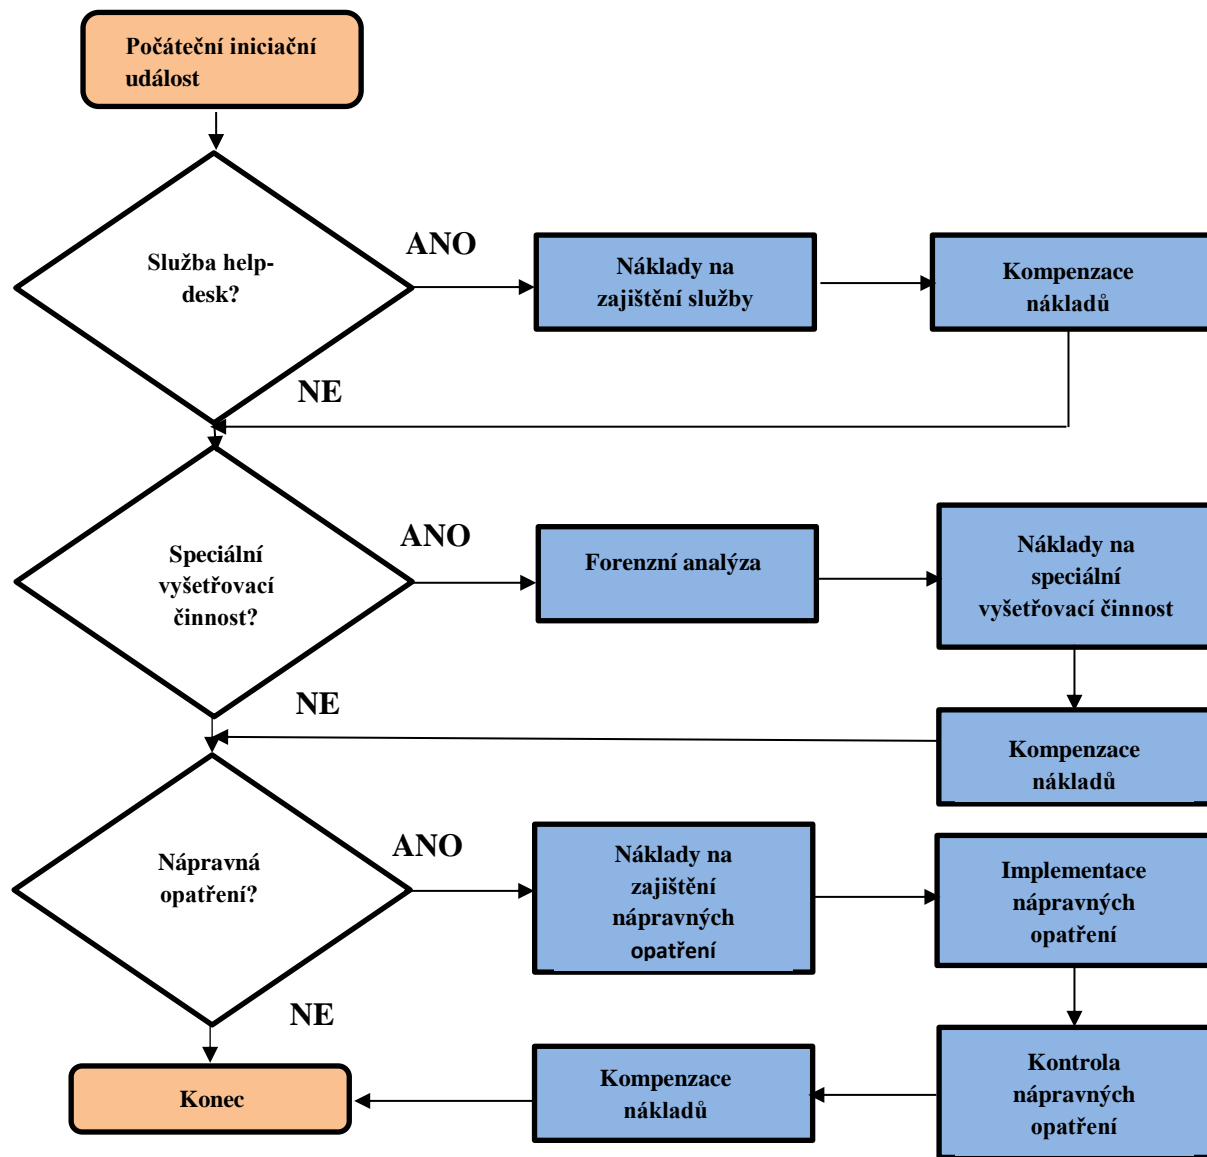 Počáteční iniciační
událost
ANO
Služba help-
desk?
Náklady na
zajištění služby
Kompenzace
nákladů
NE
ANO
Speciální
vyšetřovací
činnost?
Forenzní analýza
Náklady na
speciální
vyšetřovací činnost
NE
Kompenzace
nákladů
ANO
Nápravná
opatření?
Náklady na
zajištění
nápravných
opatření
Implementace
nápravných
opatření
NE
Konec
Kompenzace
nákladů
Kontrola
nápravných
opatření